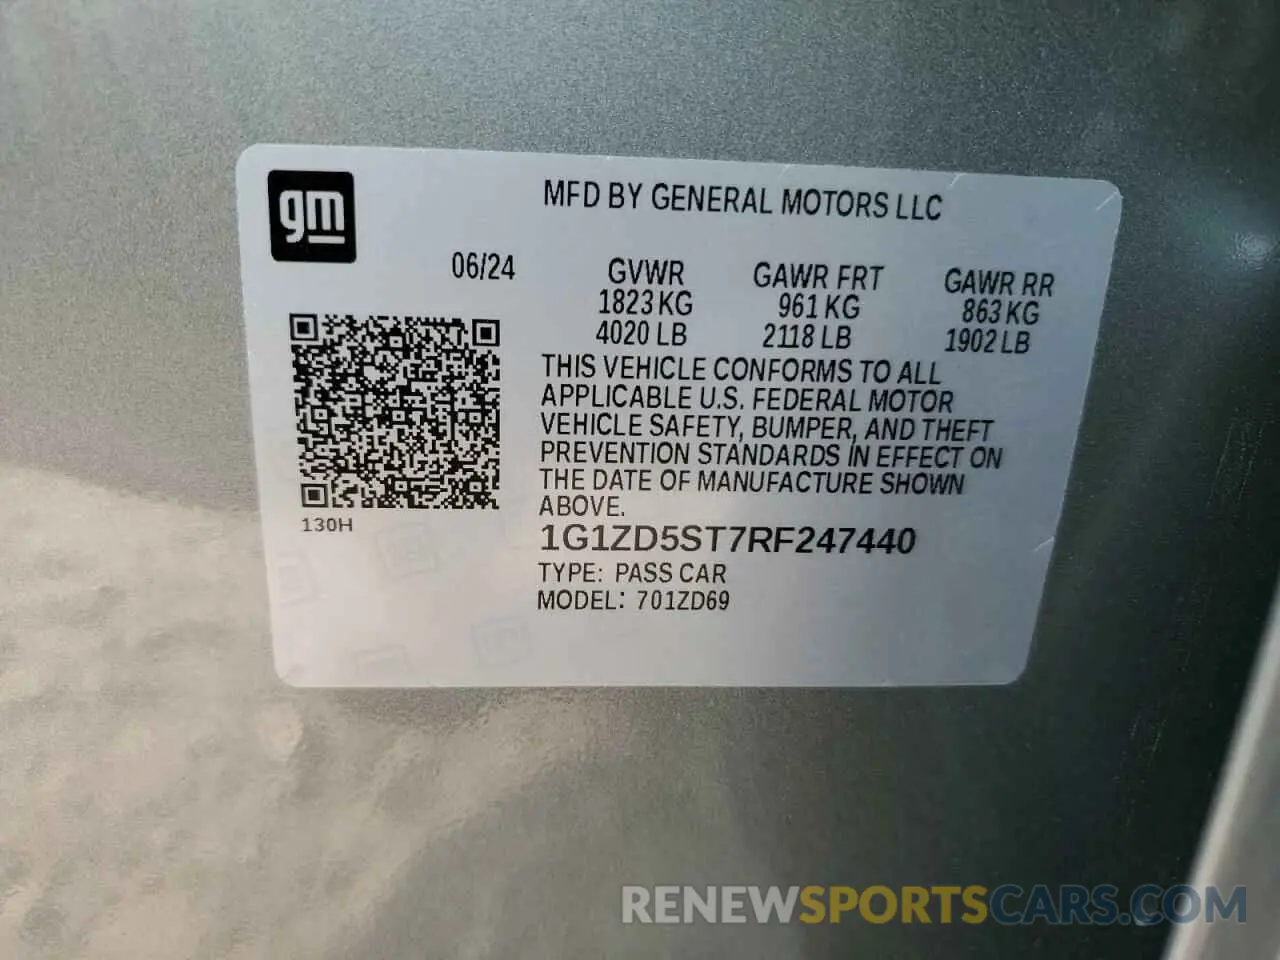 gm
MFD BY GENERAL MOTORS LLC
06/24 GVWR GAWR FRT GAWR RR
1823 KG 961 KG 863 KG
4020 LB 2118 LB 1902 LB
THIS VEHICLE CONFORMS TO ALL
APPLICABLE U.S. FEDERAL MOTOR
VEHICLE SAFETY, BUMPER, AND THEFT
PREVENTION STANDARDS IN EFFECT ON
THE DATE OF MANUFACTURE SHOWN
ABOVE.
130H
1G1ZD5ST7RF247440
TYPE: PASS CAR
MODEL: 701ZD69
RENEWSPORTSCARS.COM